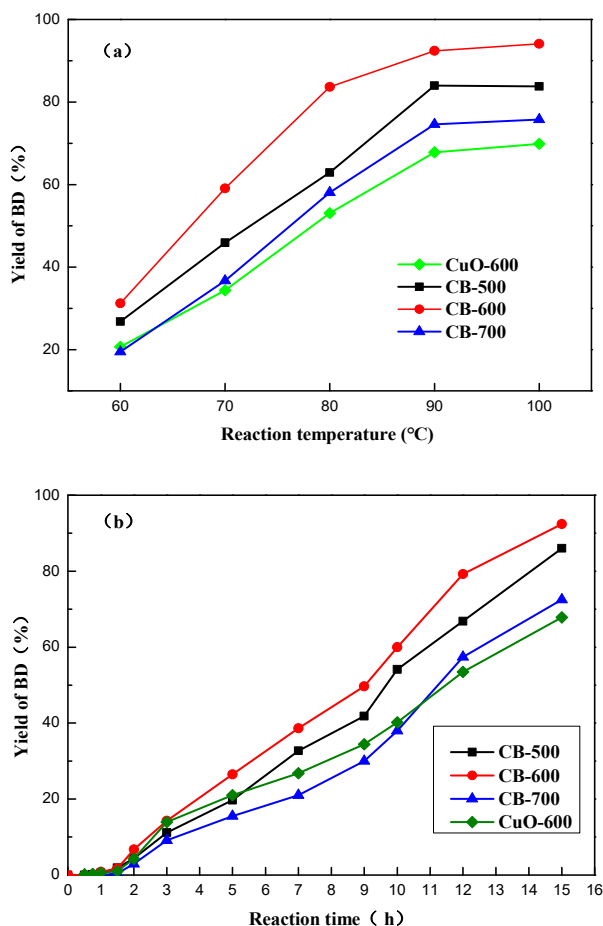 (a)
Yield of BD (%)
100
80
60
40
20
CuO-600
CB-500
CB-600
CB-700
60 70 80 90 100
Reaction temperature (℃)
(b)
Yield of BD (%)
100
80
60
40
20
0
CB-500
CB-600
CB-700
CuO-600
0 1 2 3 4 5 6 7 8 9 10 11 12 13 14 15 16
Reaction time ( h )